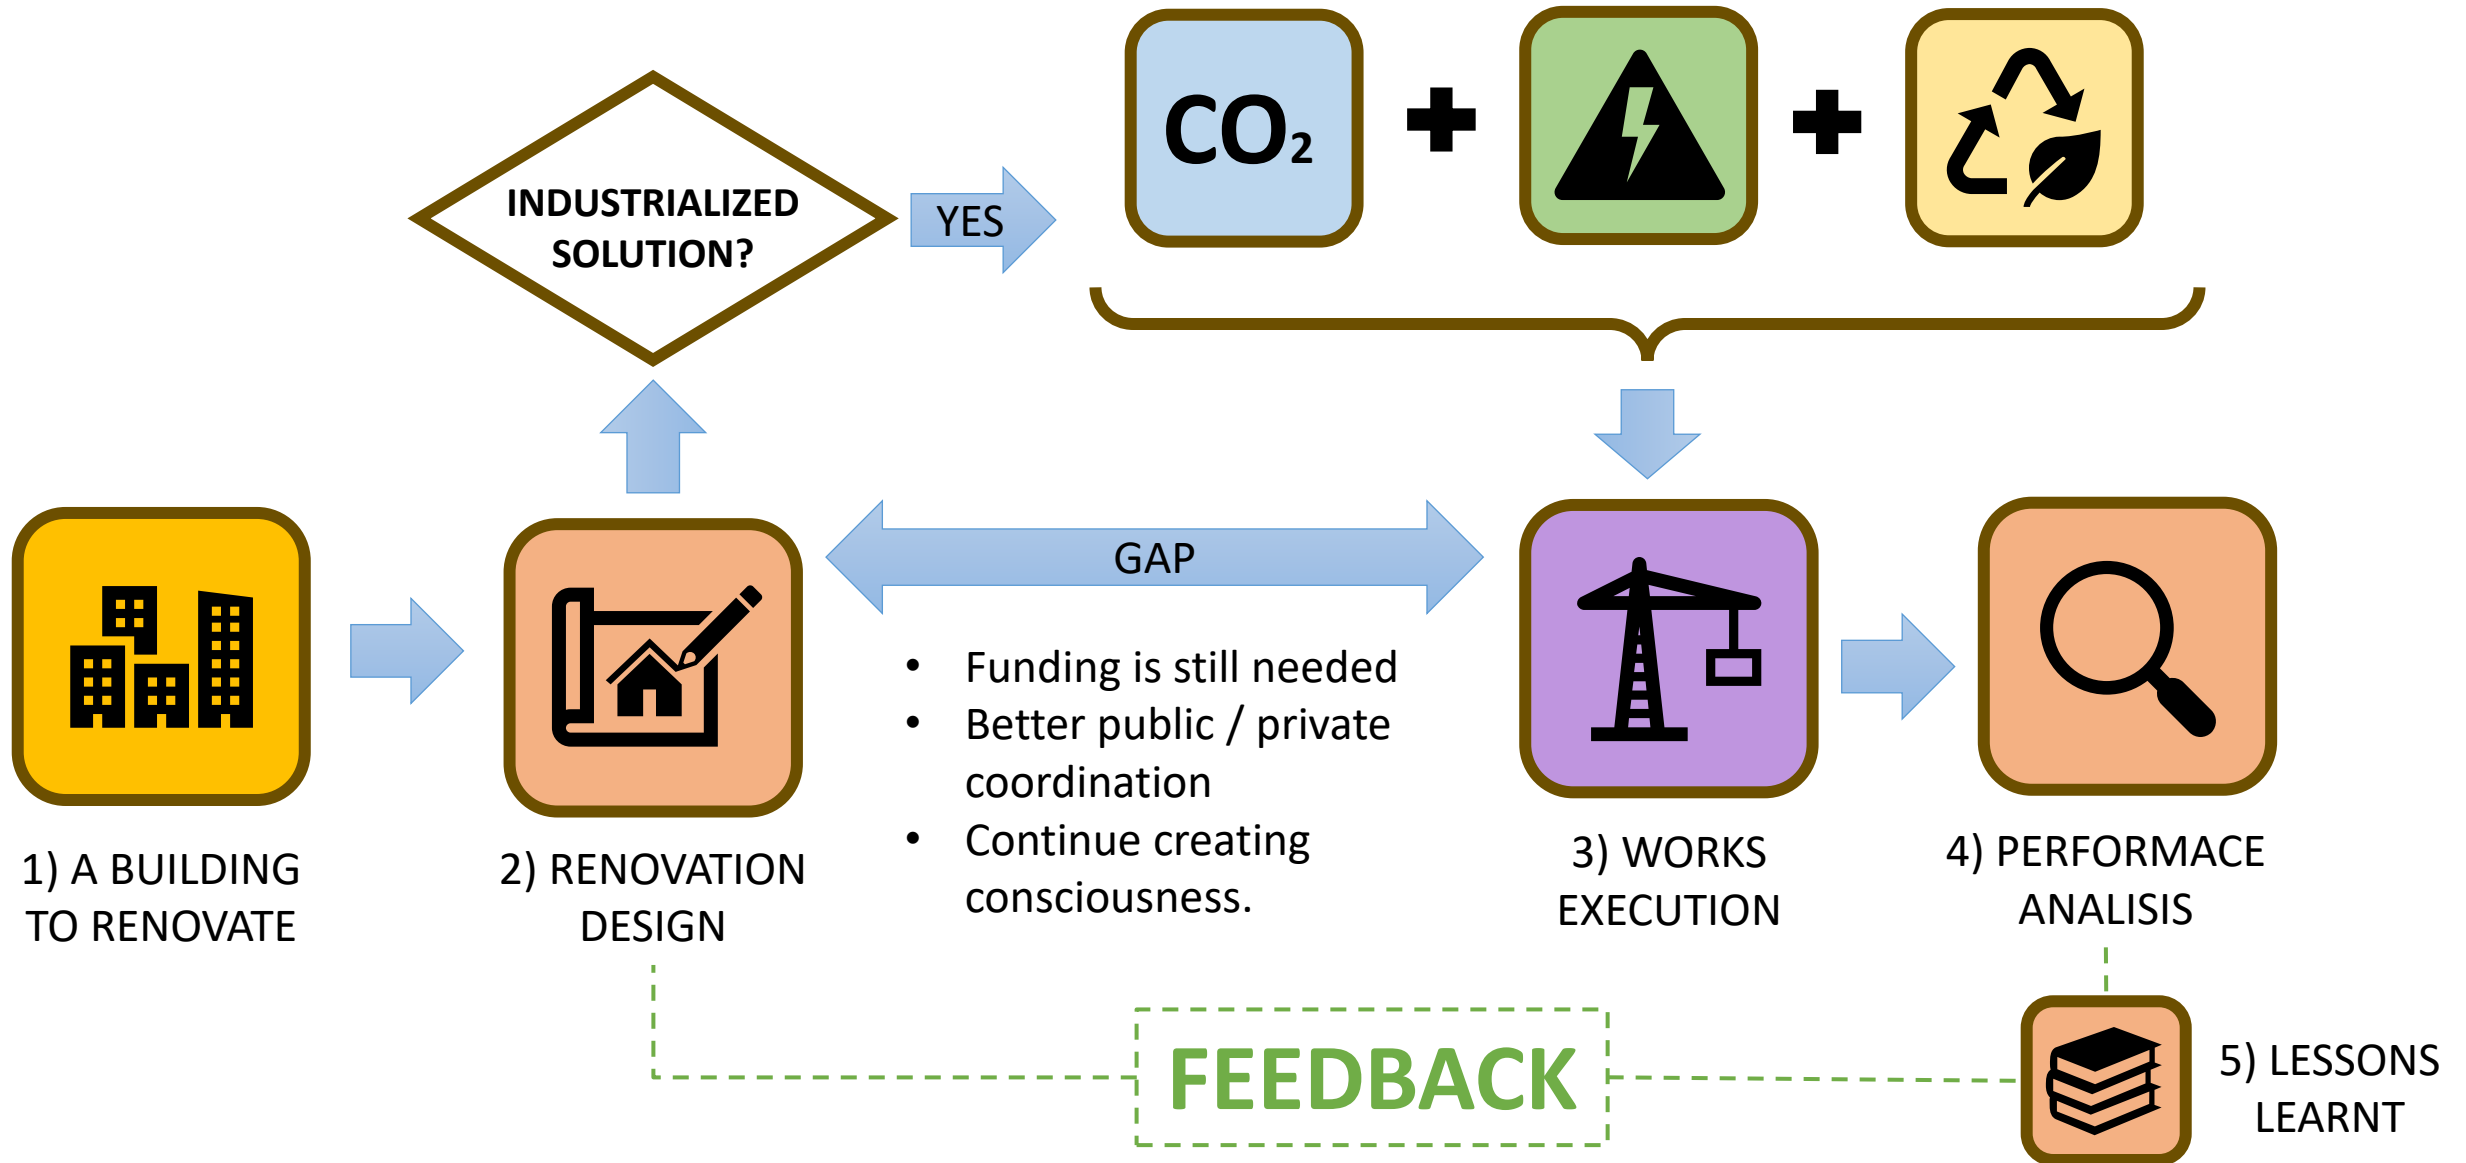 INDUSTRIALIZED
SOLUTION?
YES
CO₂
GAP
• Funding is still needed
• Better public / private
coordination
• Continue creating
consciousness.
1) A BUILDING
TO RENOVATE
2) RENOVATION
DESIGN
3) WORKS
EXECUTION
4) PERFORMACE
ANALISIS
FEEDBACK
5) LESSONS
LEARNT